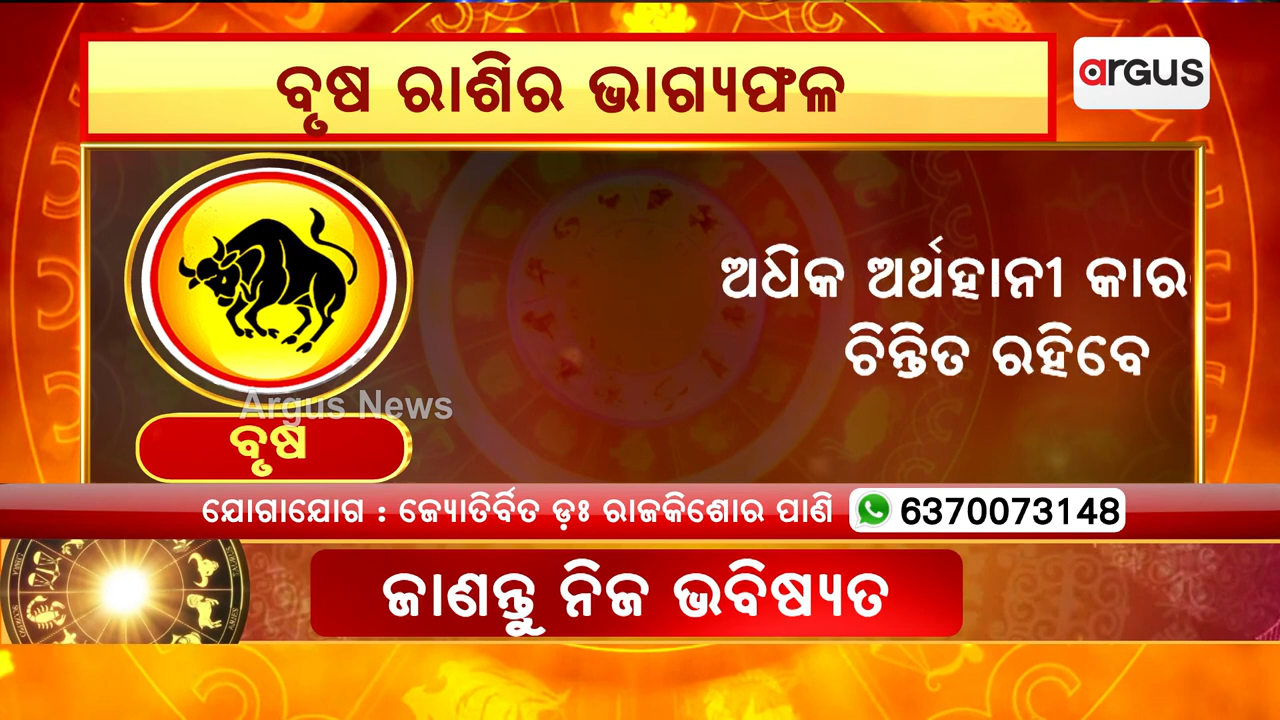 ବୃଷ ରାଶିର ଭାଗ୍ୟଫଳ
argus
ଅଧିକ ଅର୍ଥହାନୀ
ଚିନ୍ତିତ ରହିବେ
Argus News
ବୃଷ
ଯୋଗାଯୋଗ : ଜ୍ୟୋତିର୍ବିତ ଡ଼ଃ ରାଜକିଶୋର ପାଣି 6370073148
ଜାଣନ୍ତୁ ନିଜ ଭବିଷ୍ୟତ